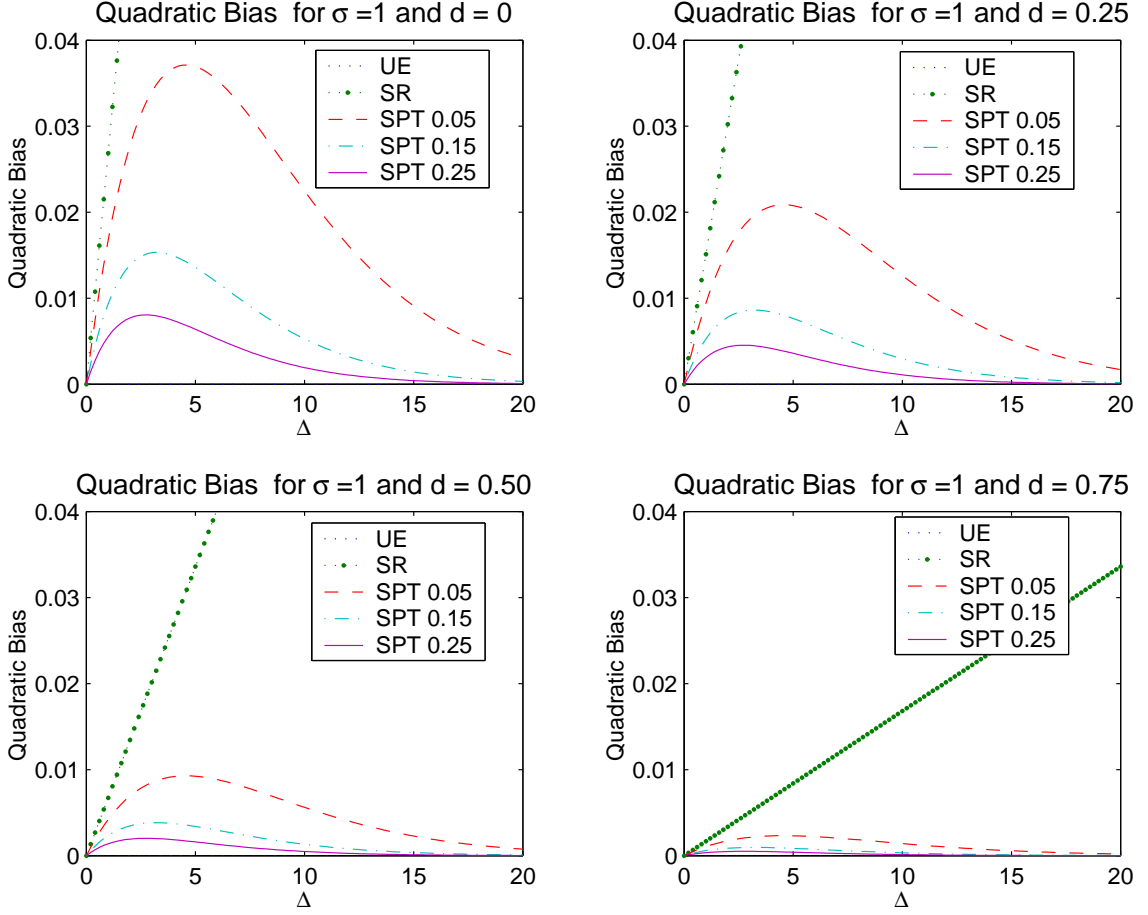 Quadratic Bias for σ =1 and d = 0
Quadratic Bias
0.04
0.03
0.02
0.01
0
0
5
10
15
20
Δ
UE
SR
SPT 0.05
SPT 0.15
SPT 0.25
Quadratic Bias for σ =1 and d = 0.25
Quadratic Bias
0.04
0.03
0.02
0.01
0
0
5
10
15
20
Δ
UE
SR
SPT 0.05
SPT 0.15
SPT 0.25
Quadratic Bias for σ =1 and d = 0.50
Quadratic Bias
0.04
0.03
0.02
0.01
0
0
5
10
15
20
Δ
UE
SR
SPT 0.05
SPT 0.15
SPT 0.25
Quadratic Bias for σ =1 and d = 0.75
Quadratic Bias
0.04
0.03
0.02
0.01
0
0
5
10
15
20
Δ
UE
SR
SPT 0.05
SPT 0.15
SPT 0.25